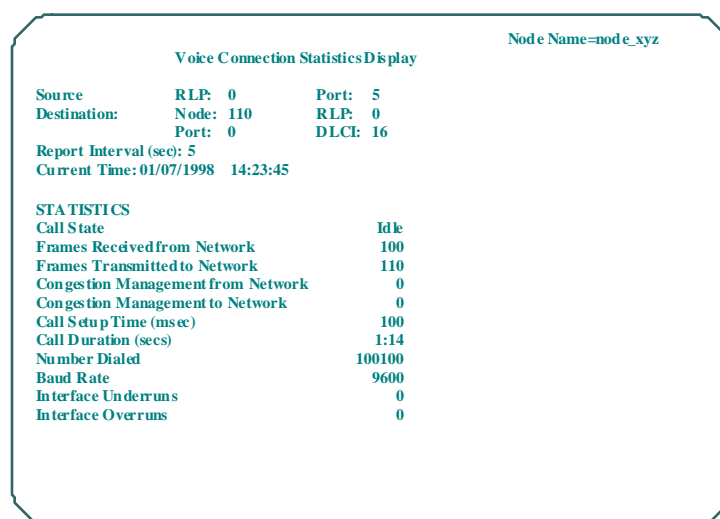 Node Name=node_xyz
Voice Connection Statistics Display
Source RLP: 0 Port: 5
Destination: Node: 110 RLP: 0
Port: 0 DLCI: 16
Report Interval (sec): 5
Current Time: 01/07/1998 14:23:45
STATISTICS
Call State Idle
Frames Received from Network 100
Frames Transmitted to Network 110
Congestion Management from Network 0
Congestion Management to Network 0
Call Setup Time (msec) 100
Call Duration (secs) 1:14
Number Dialed 100100
Baud Rate 9600
Interface Underruns 0
Interface Overruns 0